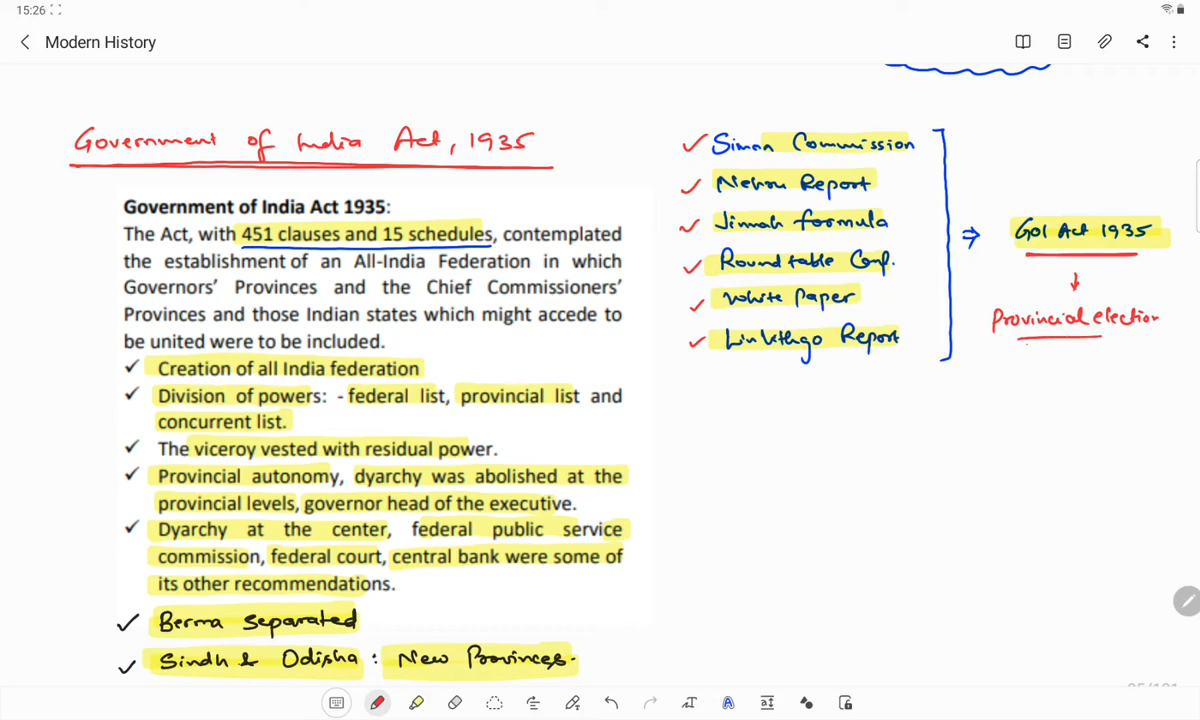 15:26
Modern History
Government of India Act, 1935
Government of India Act 1935:
The Act, with 451 clauses and 15 schedules, contemplated
the establishment of an All-India Federation in which
Governors' Provinces and the Chief Commissioners'
Provinces and those Indian states which might accede to
be united were to be included.
✓ Creation of all India federation
✓ Division of powers: - federal list, provincial list and
concurrent list.
✓ The viceroy vested with residual power.
✓ Provincial autonomy, dyarchy was abolished at the
provincial levels, governor head of the executive.
✓ Dyarchy at the center, federal public service
commission, federal court, central bank were some of
its other recommendations.
✓ Berma separated
✓ Sindh & Odisha : New Provinces.
✓ Simon Commission
✓ Nehru Report
✓ Jinnah formula
✓ Round table Conf.
✓ White Paper
✓ Linlithgo Report
⇒ GOI Act 1935
↓
Provincial election